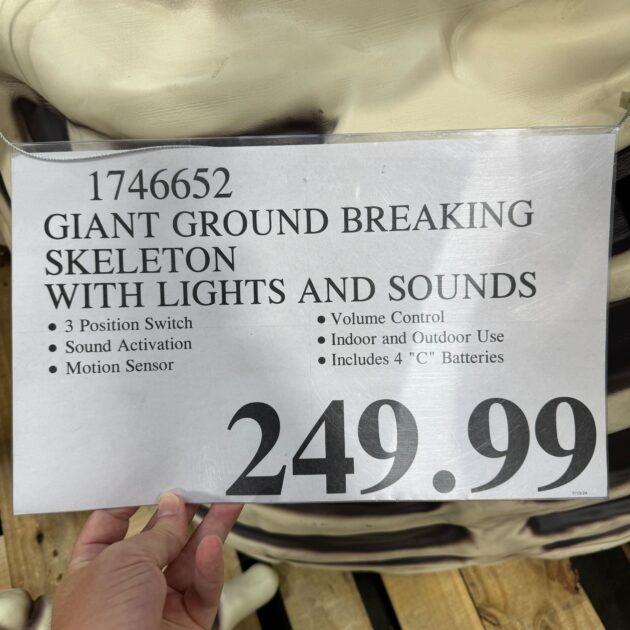 1746652
GIANT GROUND BREAKING
SKELETON
WITH LIGHTS AND SOUNDS
• 3 Position Switch
• Sound Activation
• Motion Sensor
• Volume Control
• Indoor and Outdoor Use
• Includes 4 "C" Batteries
249.99